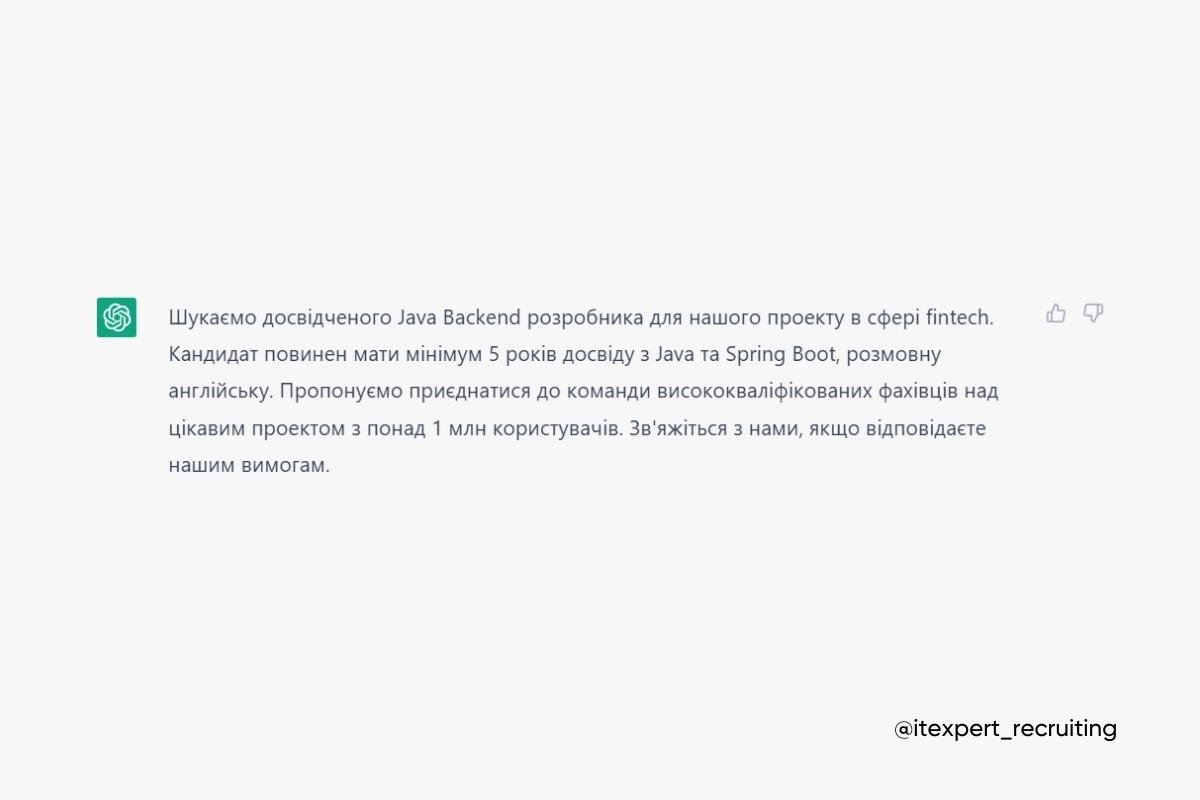 Шукаємо досвідченого Java Backend розробника для нашого проекту в сфері fintech.
Кандидат повинен мати мінімум 5 років досвіду з Java та Spring Boot, розмовну
англійську. Пропонуємо приєднатися до команди висококваліфікованих фахівців над
цікавим проектом з понад 1 млн користувачів. Зв'яжіться з нами, якщо відповідаєте
нашим вимогам.
@itexpert_recruiting